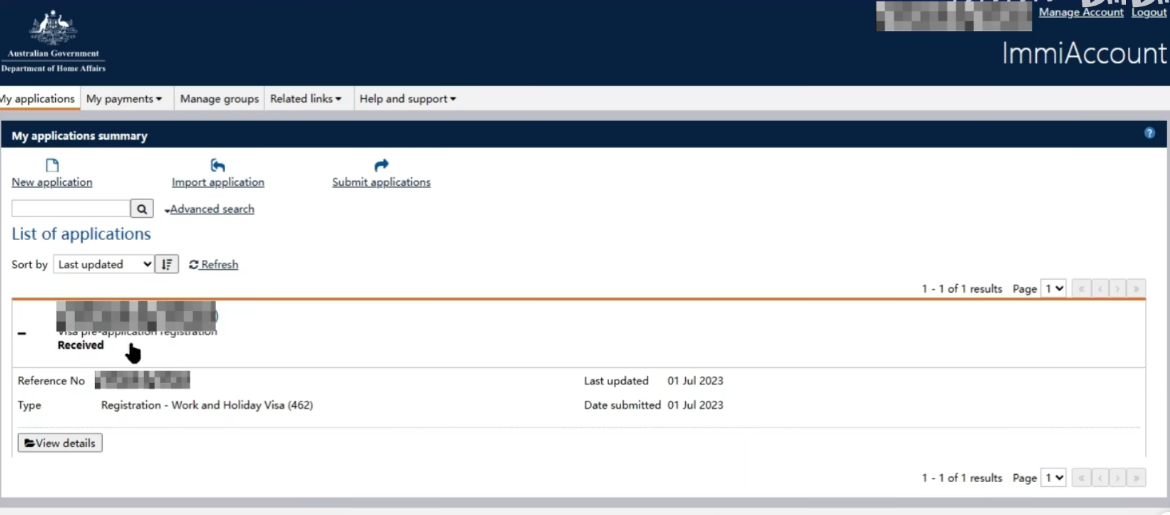 Manage Account Logout
Australian Government
Department of Home Affairs
ImmiAccount
My applications My payments Manage groups Related links Help and support
My applications summary ?
New application Import application Submit applications
Advanced search
List of applications
Sort by Last updated Refresh
1 - 1 of 1 results Page 1 « < > »
Visa pre-application registration
Received
Reference No Last updated 01 Jul 2023
Type Registration - Work and Holiday Visa (462) Date submitted 01 Jul 2023
View details
1 - 1 of 1 results Page 1 « < > »